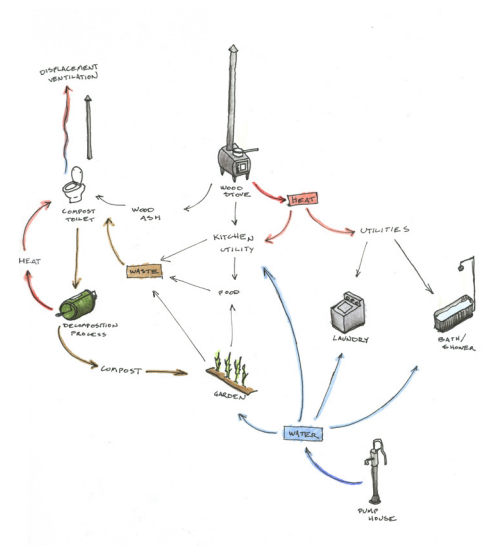 DISPLACEMENT
VENTILATION
WOOD
STOVE
HEAT
COMPOST
TOILET
WOOD
ASH
KITCHEN
UTILITY
UTILITIES
HEAT
WASTE
FOOD
DECOMPOSITION
PROCESS
LAUNDRY
BATH/
SHOWER
COMPOST
GARDEN
WATER
PUMP
HOUSE